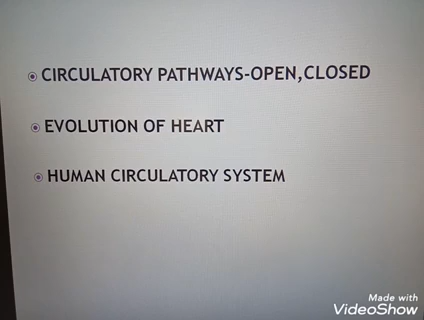 CIRCULATORY PATHWAYS-OPEN,CLOSED
EVOLUTION OF HEART
HUMAN CIRCULATORY SYSTEM
Made with
VideoShow